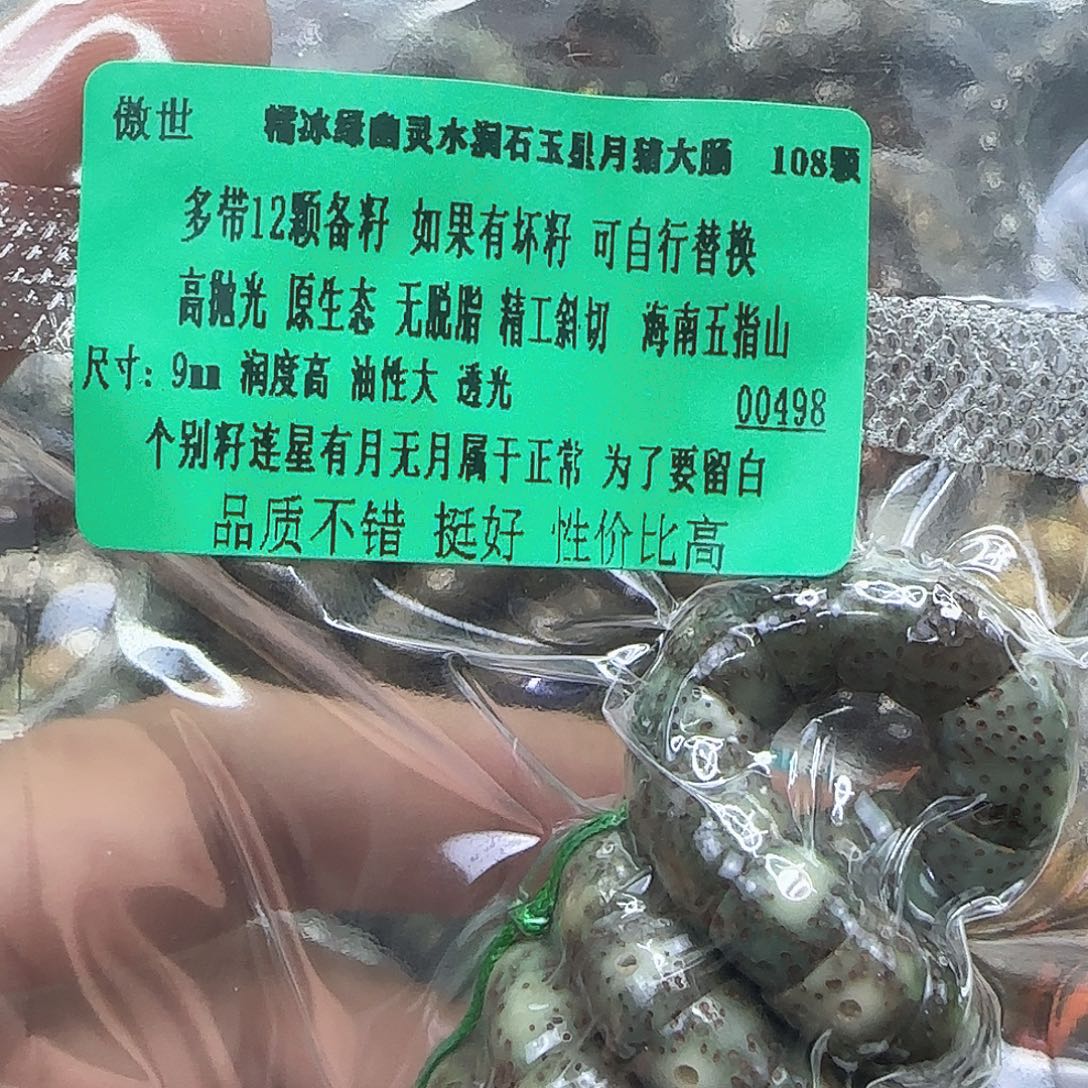 傲世 糯冰绿幽灵水润石玉星月猪大肠 108颗
多带12颗备籽 如果有坏籽 可自行替换
高抛光 原生态 无脱脂 精工斜切 海南五指山
尺寸：9mm 润度高 油性大 透光
00498
个别籽连星有月无月属于正常 为了要留白
品质不错 挺好 性价比高